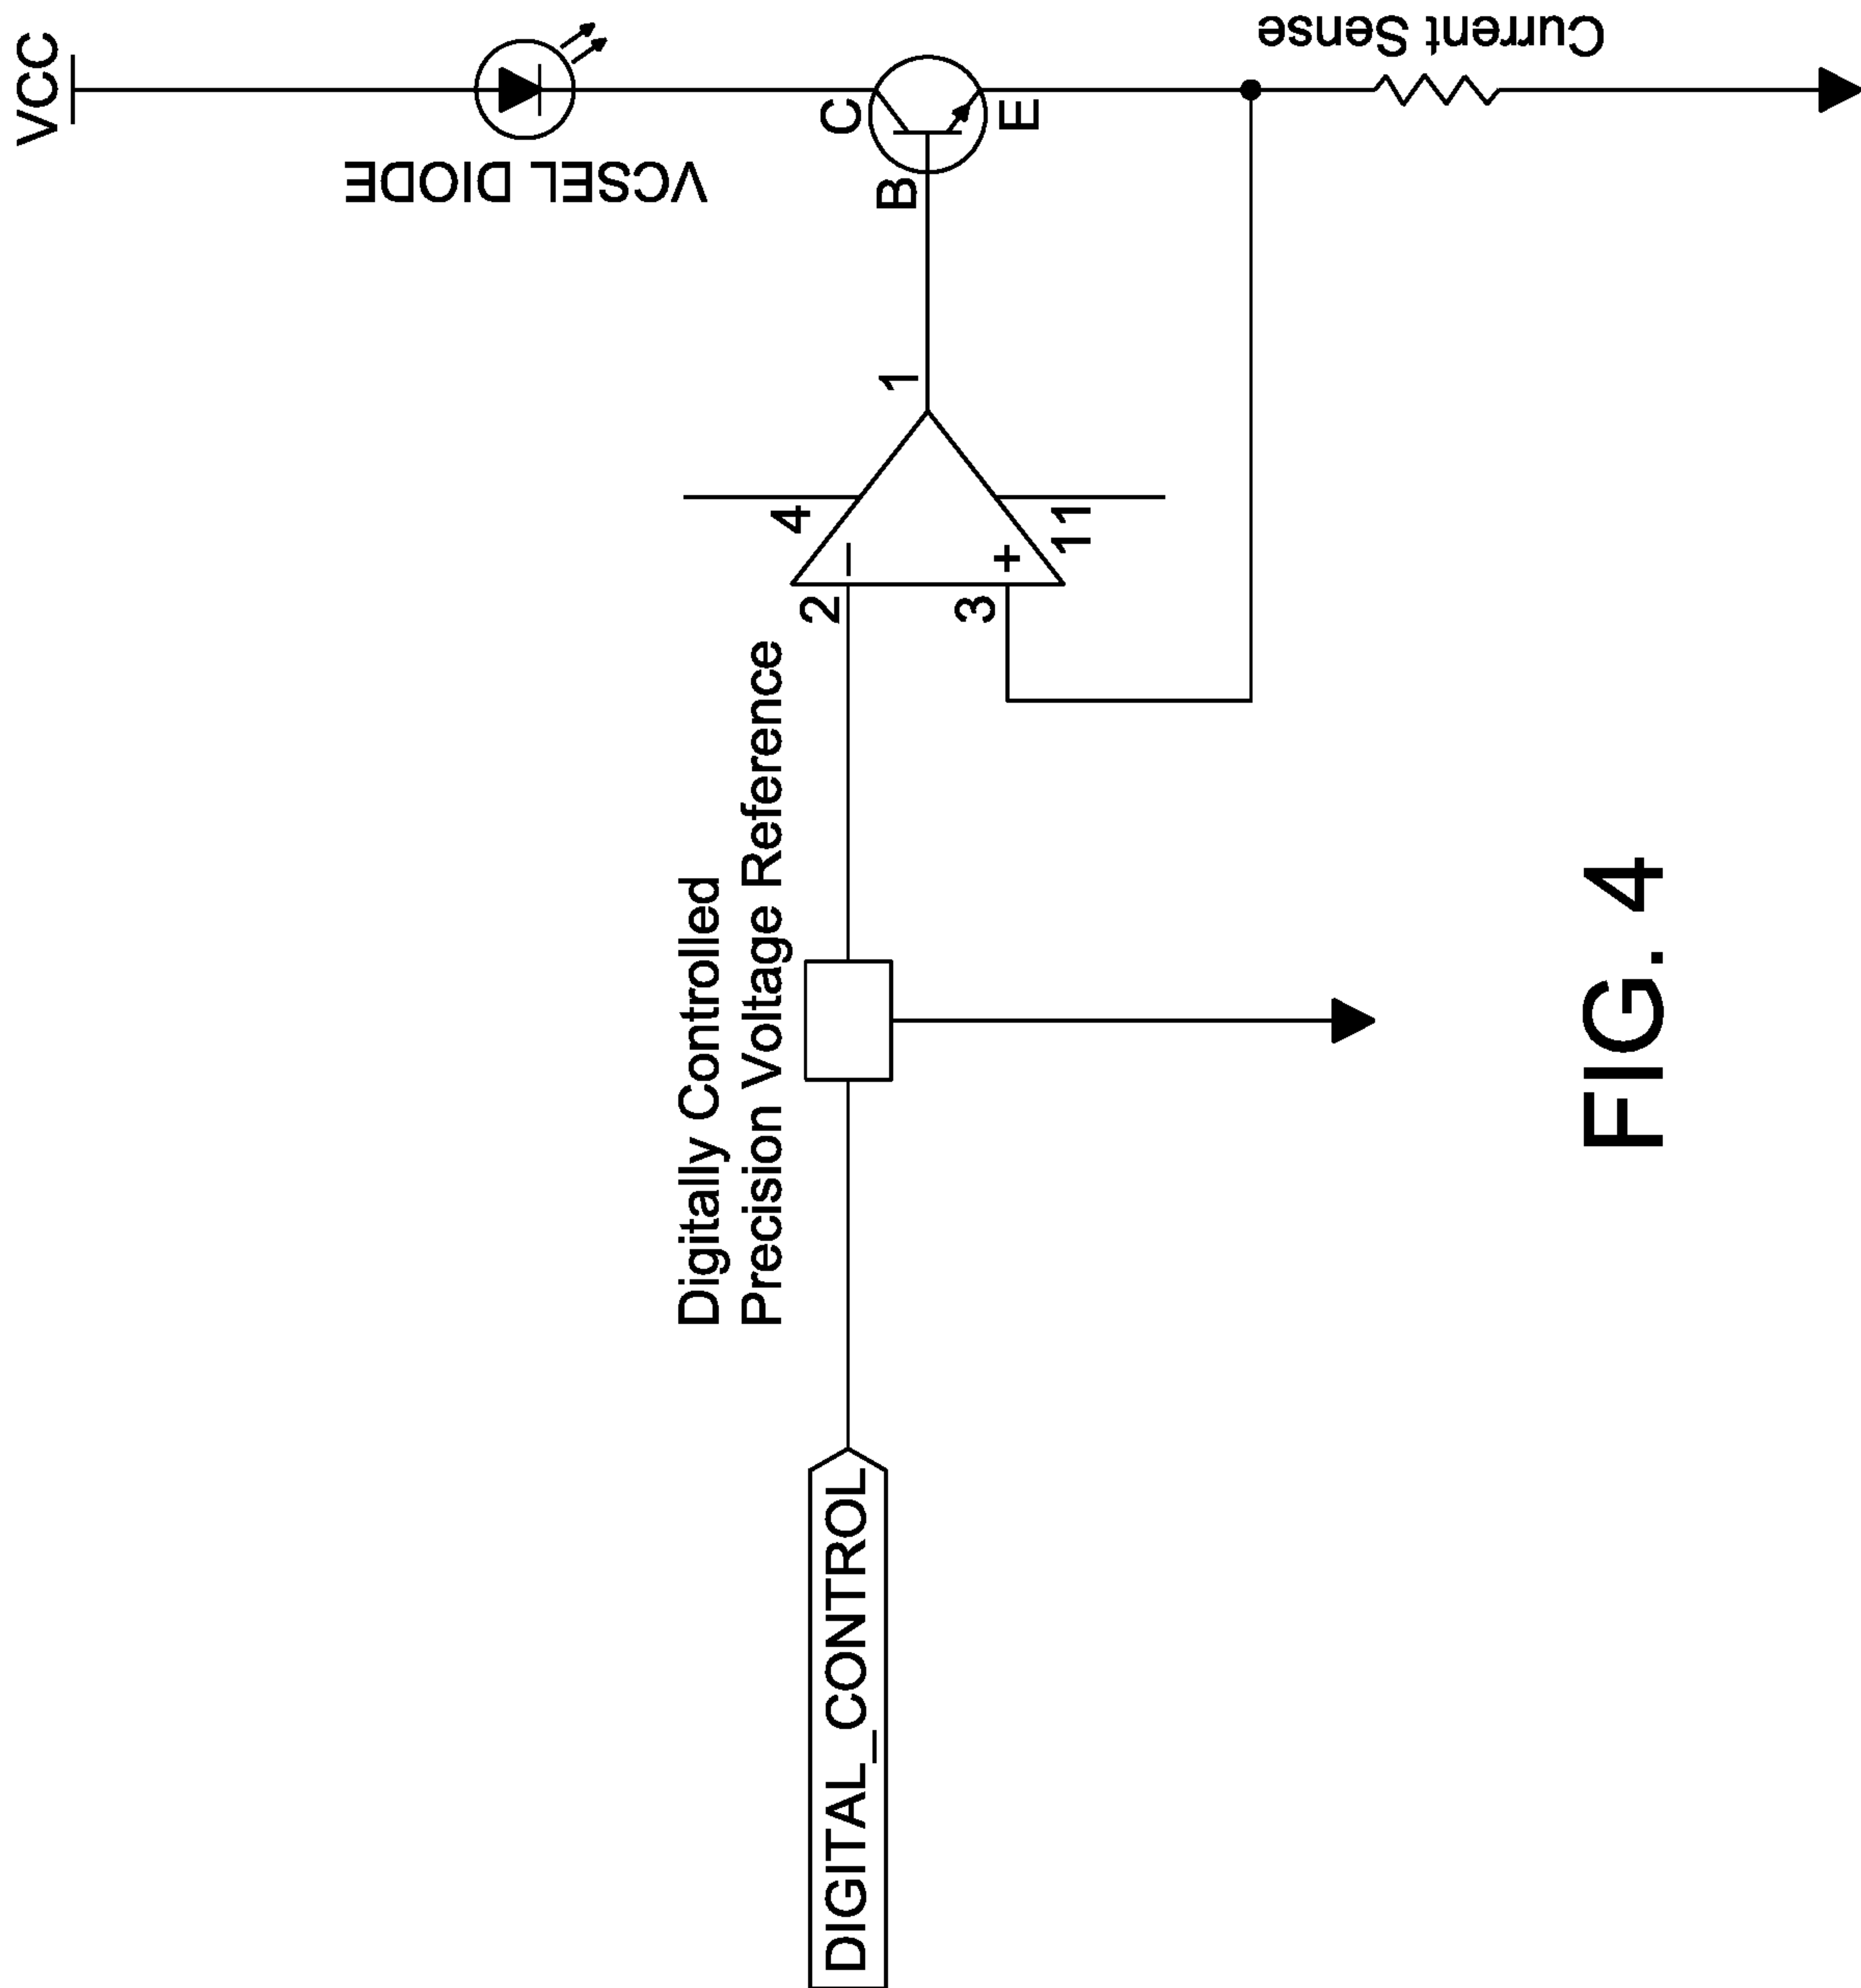 VCC
VCSEL DIODE
C
B
E
1
4
2
3
11
Digitally Controlled
Precision Voltage Reference
DIGITAL_CONTROL
Current Sense
FIG. 4
−
+